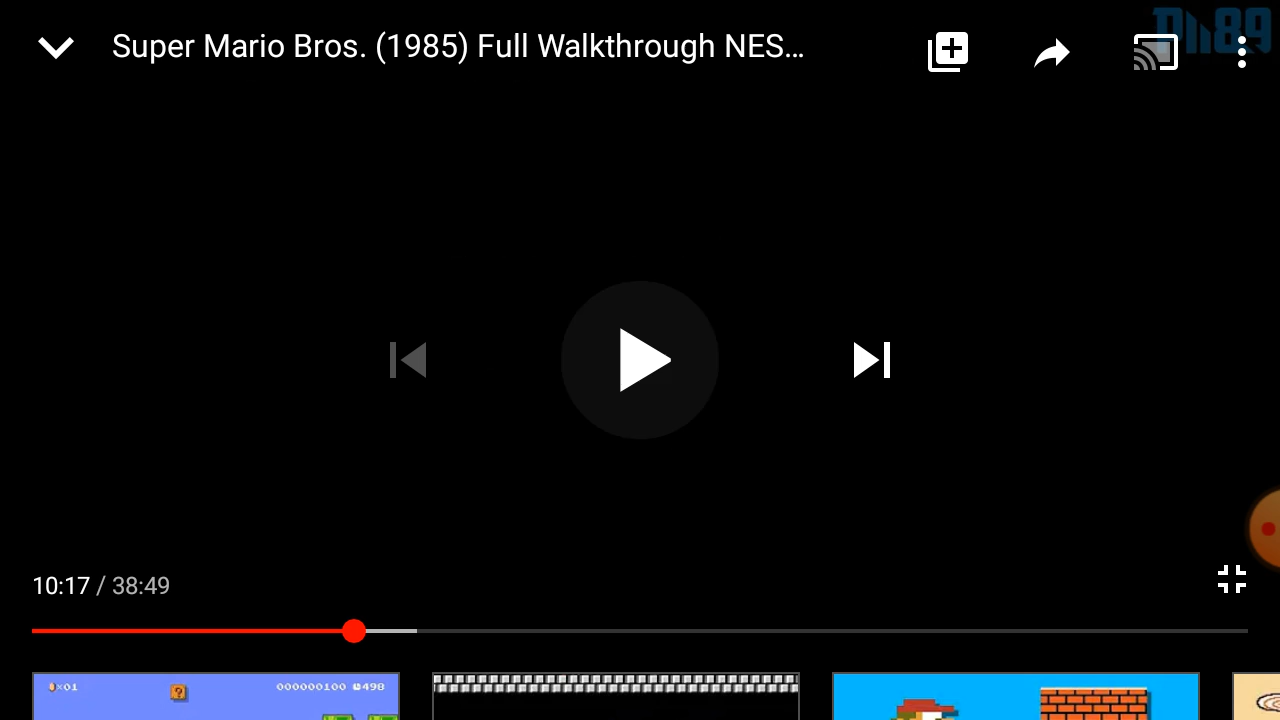 Super Mario Bros. (1985) Full Walkthrough NES...
10:17 / 38:49
×01
000000100
498